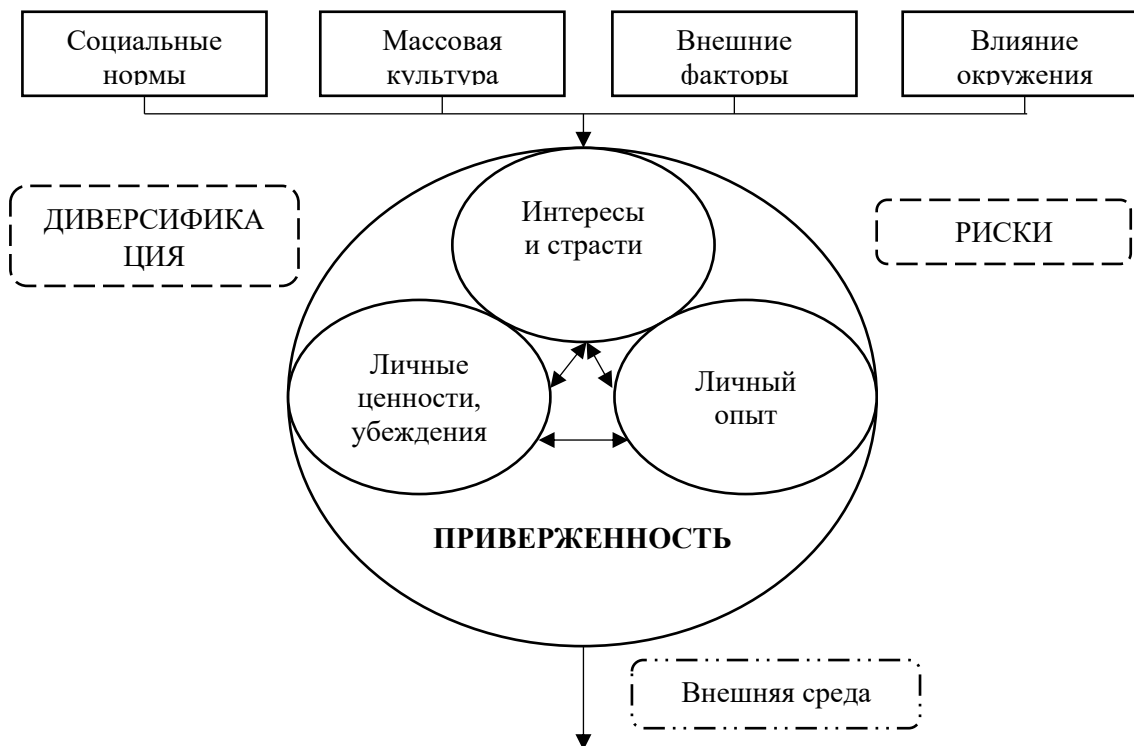 Социальные
нормы
Массовая
культура
Внешние
факторы
Влияние
окружения
ДИВЕРСИФИКА
ЦИЯ
Интересы
и страсти
РИСКИ
Личные
ценности,
убеждения
Личный
опыт
ПРИВЕРЖЕННОСТЬ
Внешняя среда